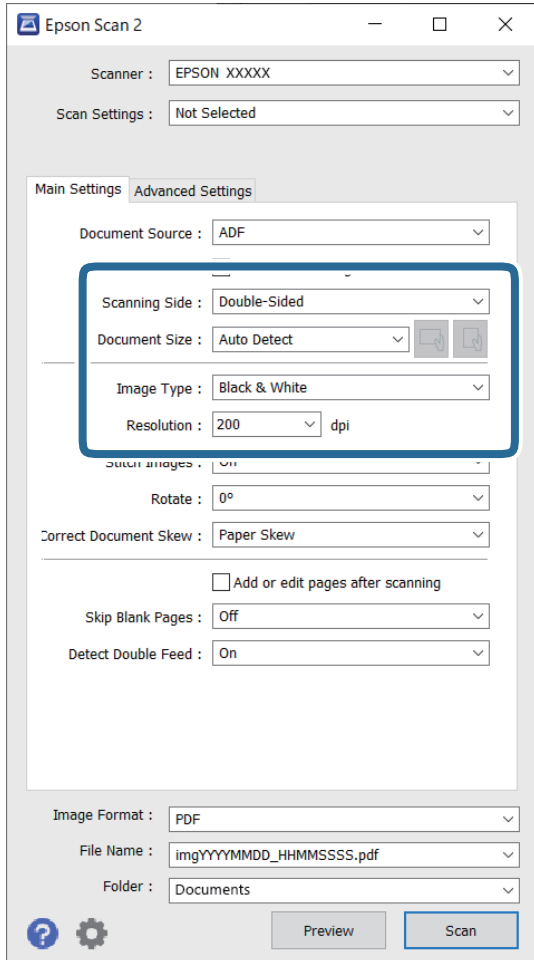 Epson Scan 2
Scanner : EPSON XXXXX
Scan Settings : Not Selected
Main Settings Advanced Settings
Document Source : ADF
Scanning Side : Double-Sided
Document Size : Auto Detect
Image Type : Black & White
Resolution : 200 dpi
Stitch Images : Off
Rotate : 0°
Correct Document Skew : Paper Skew
Add or edit pages after scanning
Skip Blank Pages : Off
Detect Double Feed : On
Image Format : PDF
File Name : imgYYYYMMDD_HHMMSSSS.pdf
Folder : Documents
? Preview Scan